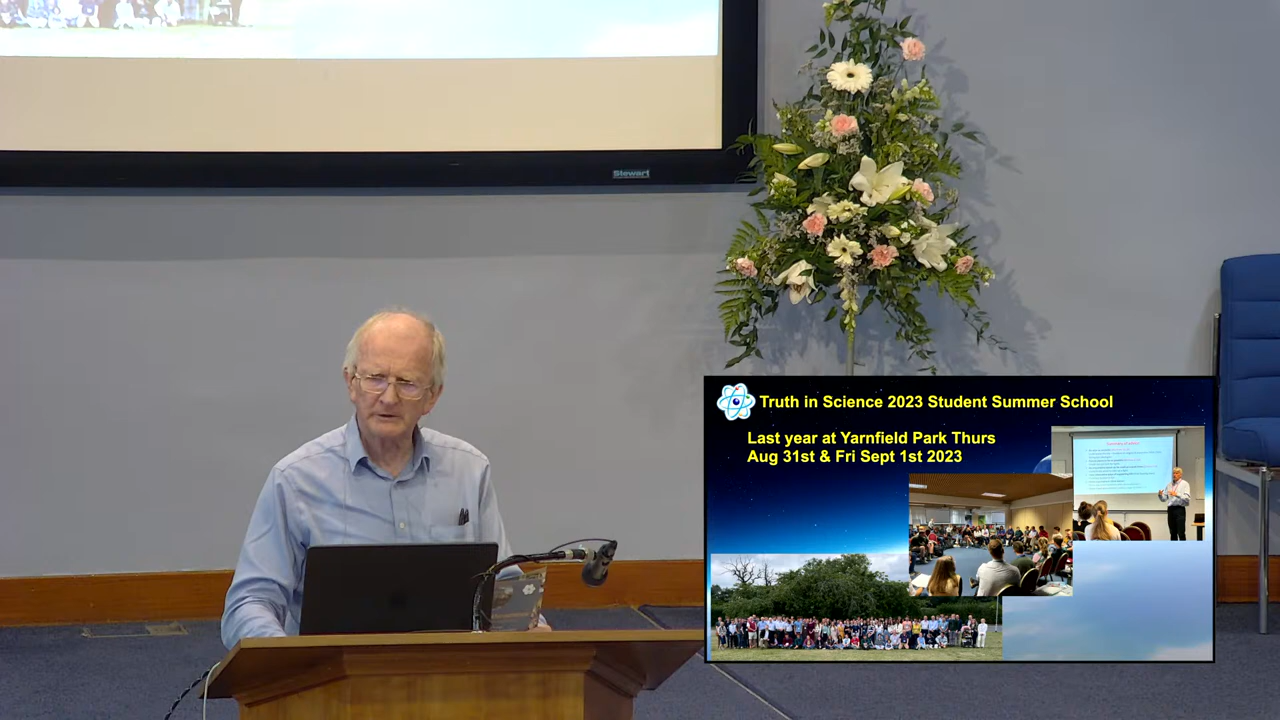 Stewart
Truth in Science 2023 Student Summer School
Last year at Yarnfield Park Thurs
Aug 31st & Fri Sept 1st 2023